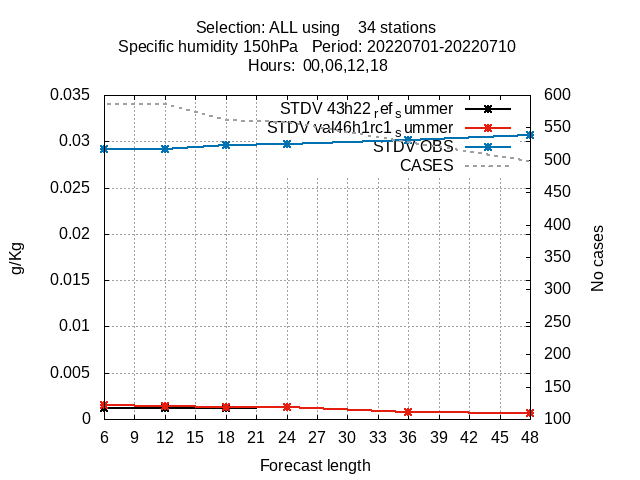 Selection: ALL using 34 stations
Specific humidity 150hPa Period: 20220701-20220710
Hours: 00,06,12,18
STDV 43h22_ref_summer
STDV val46h1rc1_summer
STDV OBS
CASES
0.035
0.03
0.025
0.02
0.015
0.01
0.005
0
600
550
500
450
400
350
300
250
200
150
100
g/Kg
No cases
6 9 12 15 18 21 24 27 30 33 36 39 42 45 48
Forecast length